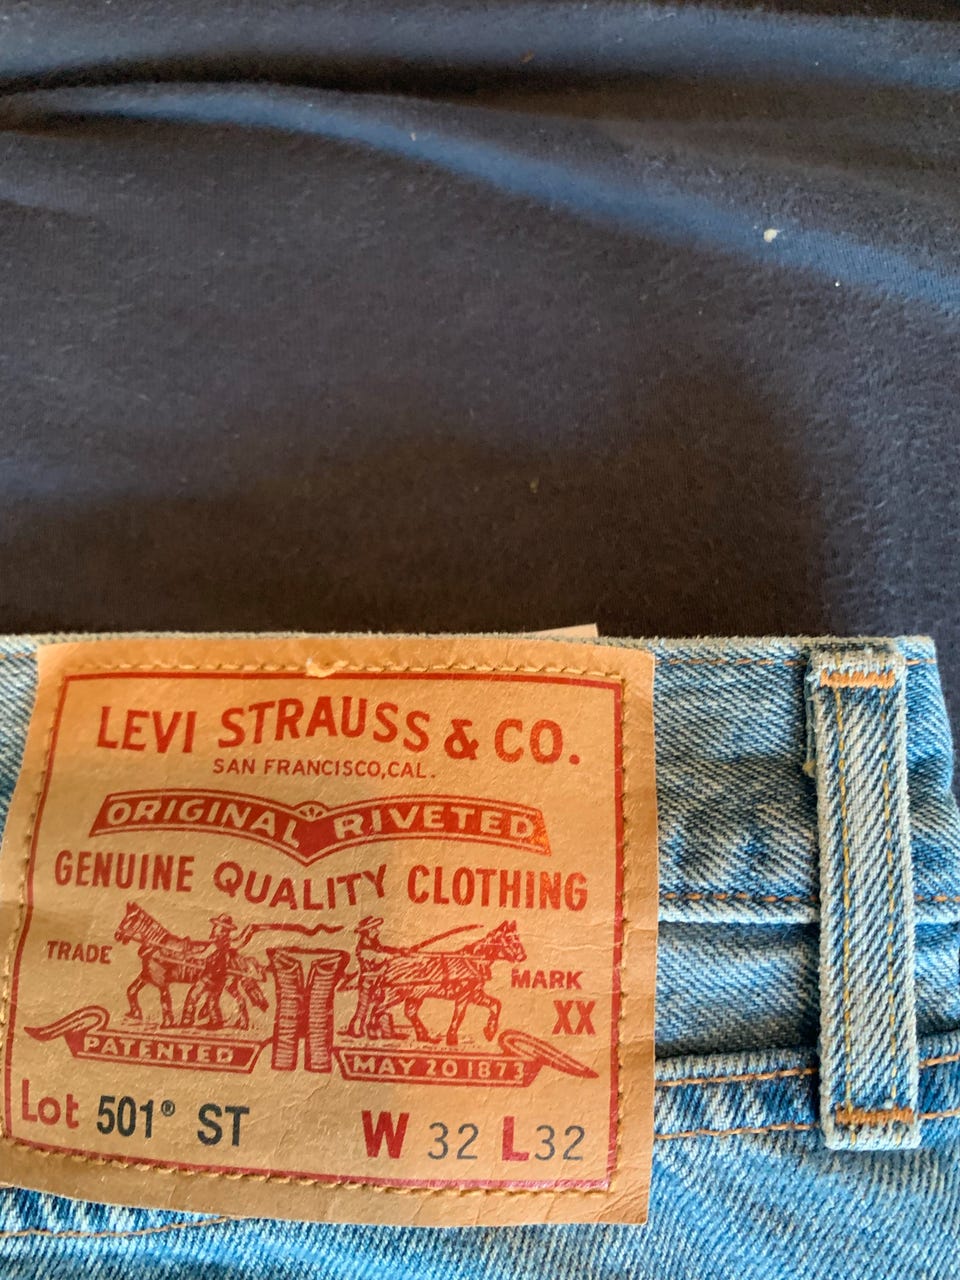 LEVI STRAUSS & CO.
SAN FRANCISCO,CAL.
ORIGINAL RIVETED
GENUINE QUALITY CLOTHING
TRADE MARK
XX
PATENTED MAY 20 1873
Lot 501® ST W 32 L32